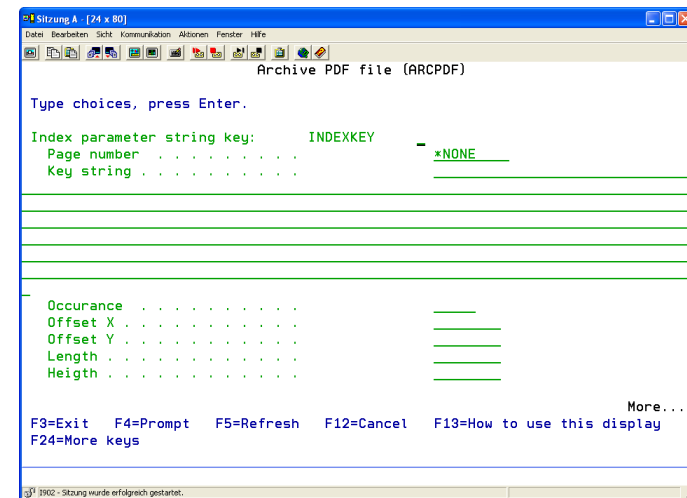 Sitzung A - [24 x 80]
Datei Bearbeiten Sicht Kommunikation Aktionen Fenster Hilfe
Archive PDF file (ARCPDF)
Type choices, press Enter.
Index parameter string key: INDEXKEY
Page number . . . . . . . . . *NONE
Key string . . . . . . . . . .
Occurance . . . . . . . . . .
Offset X . . . . . . . . . . .
Offset Y . . . . . . . . . . .
Length . . . . . . . . . . . .
Heigth . . . . . . . . . . . .
More...
F3=Exit F4=Prompt F5=Refresh F12=Cancel F13=How to use this display
F24=More keys
I902 - Sitzung wurde erfolgreich gestartet.